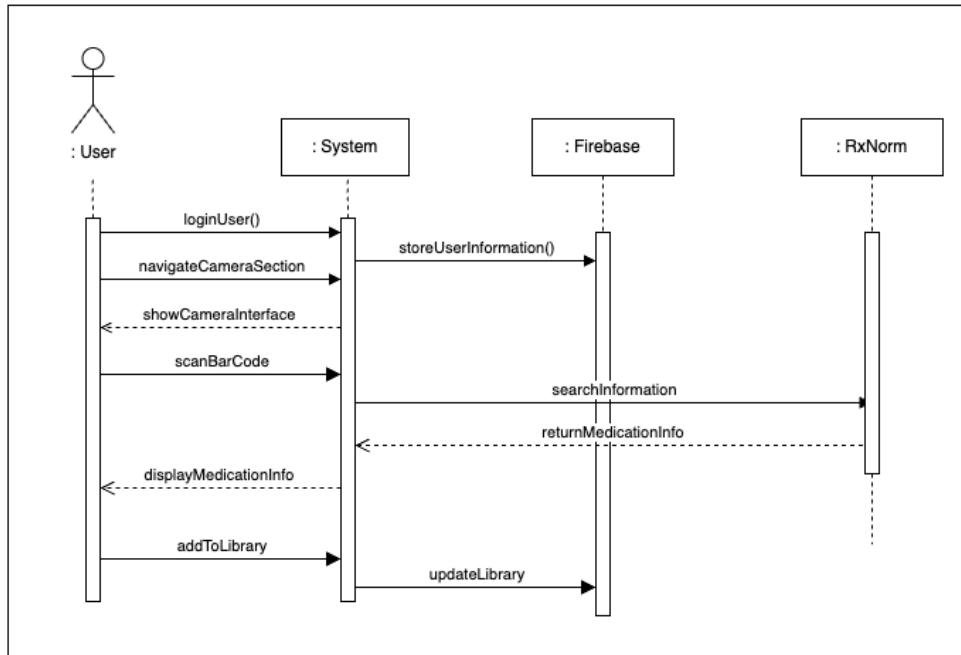 : User
: System
: Firebase
: RxNorm
loginUser()
storeUserInformation()
navigateCameraSection
showCameraInterface
scanBarCode
searchInformation
returnMedicationInfo
displayMedicationInfo
addToLibrary
updateLibrary